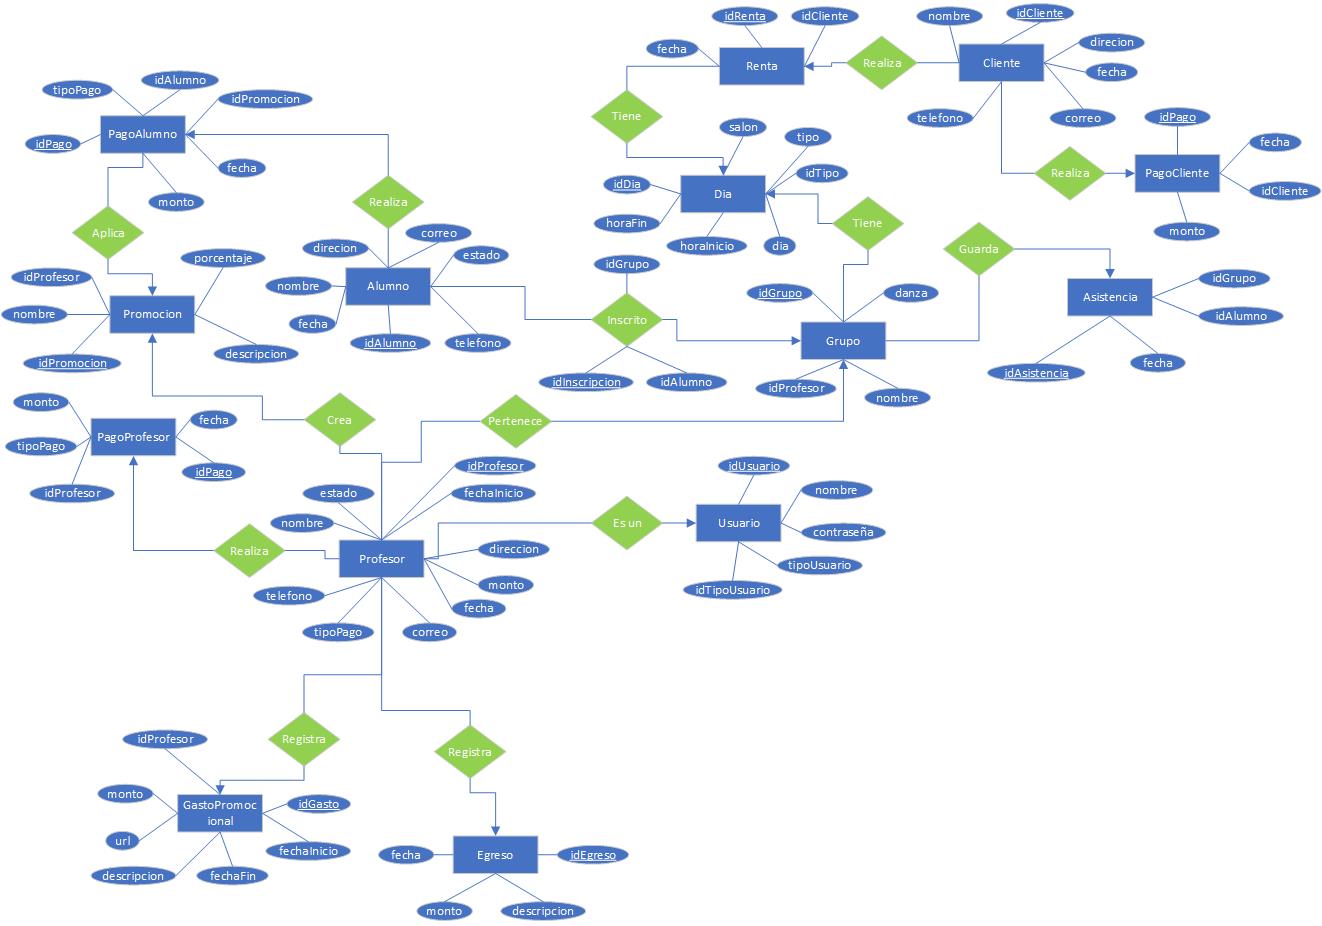 idRenta
idCliente
fecha
Renta
Realiza
nombre
idCliente
direcion
fecha
correo
telefono
Cliente
Tiene
idPago
fecha
idCliente
monto
PagoCliente
Realiza
tipoPago
idAlumno
idPromocion
idPago
PagoAlumno
fecha
monto
Realiza
Aplica
salon
tipo
idTipo
idDia
Dia
horaFin
horaInicio
dia
Tiene
Guarda
direcion
correo
estado
nombre
Alumno
fecha
idAlumno
telefono
idGrupo
Inscrito
idInscripcion
idAlumno
idGrupo
danza
Grupo
idProfesor
nombre
idGrupo
Asistencia
idAlumno
idAsistencia
fecha
idProfesor
porcentaje
nombre
Promocion
idPromocion
descripcion
monto
fecha
tipoPago
PagoProfesor
idPago
idProfesor
Crea
Pertenece
idProfesor
estado
fechaInicio
nombre
direccion
Profesor
monto
telefono
fecha
tipoPago
correo
Realiza
Es un
idUsuario
nombre
Usuario
contraseña
tipoUsuario
idTipoUsuario
Registra
Registra
idProfesor
monto
GastoPromoc
ional
idGasto
url
fechaInicio
descripcion
fechaFin
fecha
Egreso
idEgreso
monto
descripcion